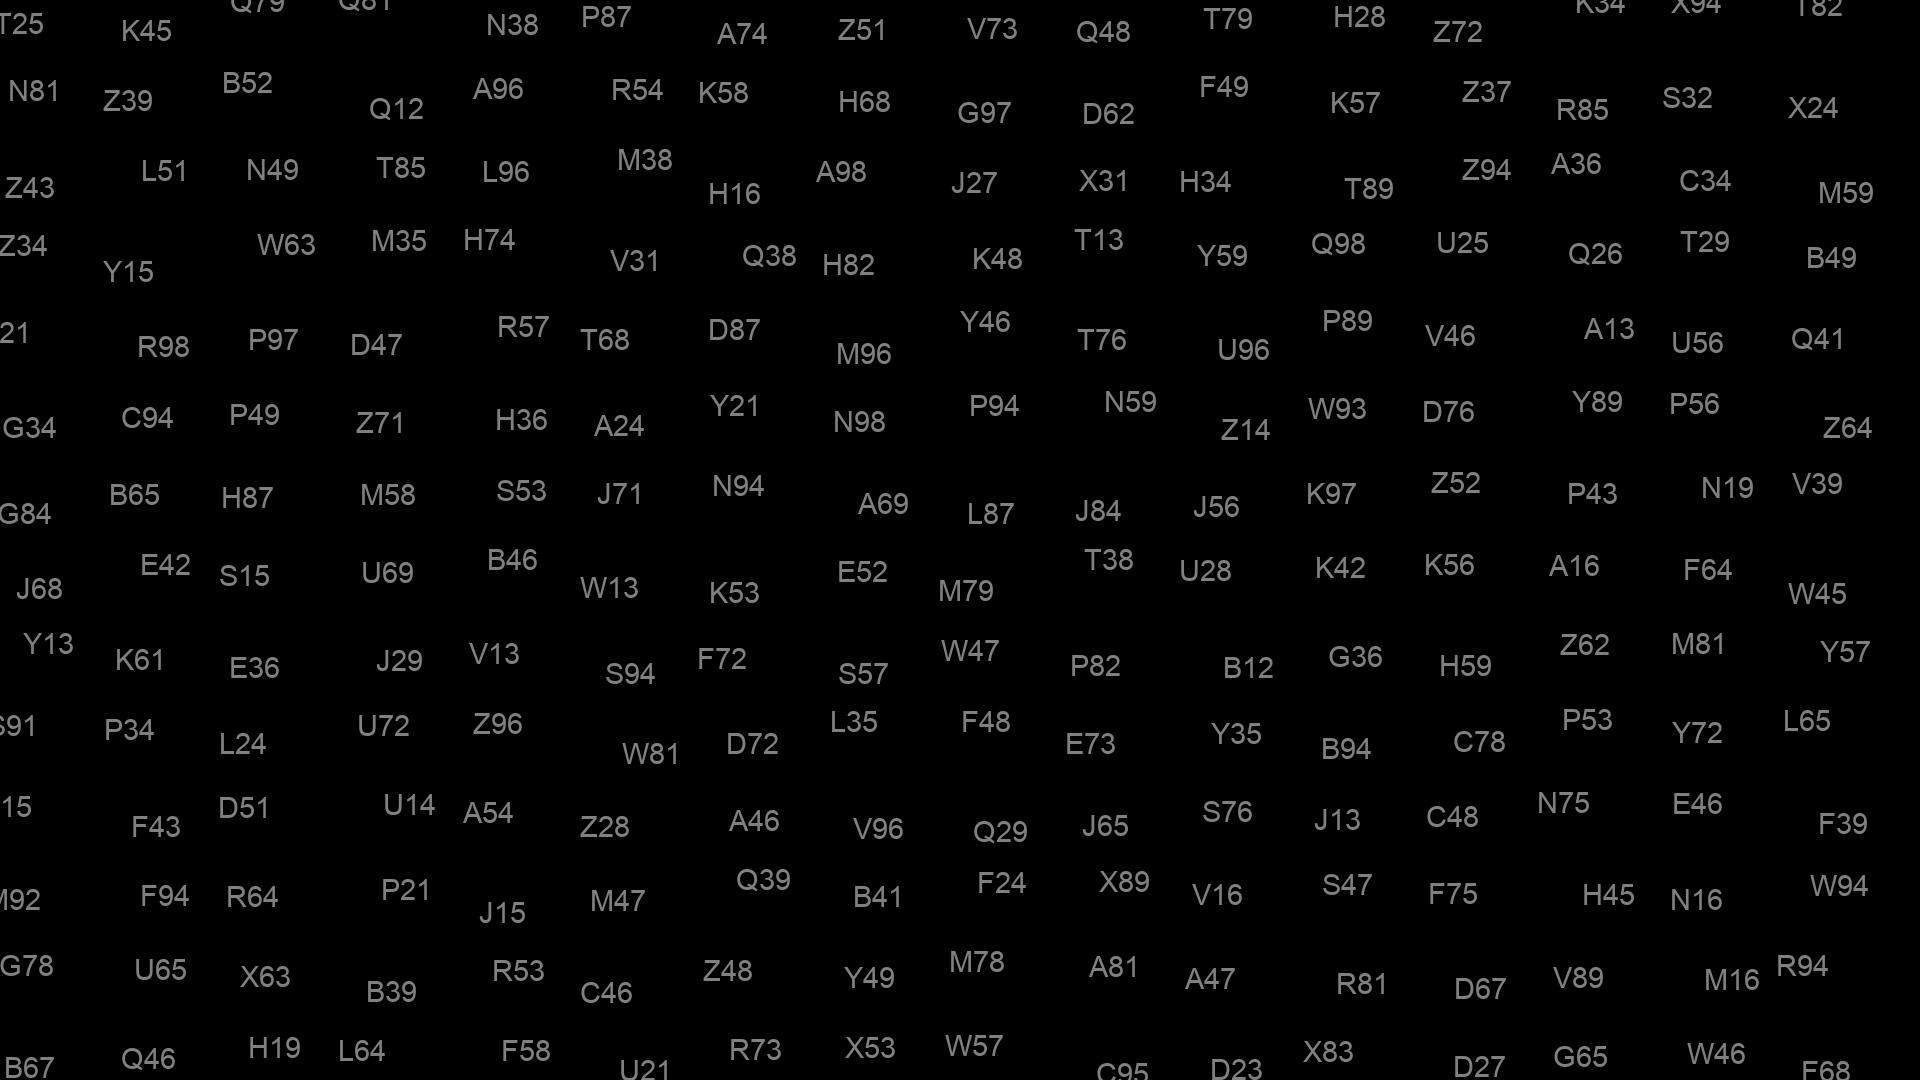 T25 K45 Q79 Q81 N38 P87 A74 Z51 V73 Q48 T79 H28 Z72 K34 X94 T82
N81 Z39 B52 Q12 A96 R54 K58 H68 G97 D62 F49 K57 Z37 R85 S32 X24
Z43 L51 N49 T85 L96 M38 H16 A98 J27 X31 H34 T89 Z94 A36 C34 M59
Z34 Y15 W63 M35 H74 V31 Q38 H82 K48 T13 Y59 Q98 U25 Q26 T29 B49
21 R98 P97 D47 R57 T68 D87 M96 Y46 T76 U96 P89 V46 A13 U56 Q41
G34 C94 P49 Z71 H36 A24 Y21 N98 P94 N59 Z14 W93 D76 Y89 P56 Z64
G84 B65 H87 M58 S53 J71 N94 A69 L87 J84 J56 K97 Z52 P43 N19 V39
J68 E42 S15 U69 B46 W13 K53 E52 M79 T38 U28 K42 K56 A16 F64 W45
Y13 K61 E36 J29 V13 S94 F72 S57 W47 P82 B12 G36 H59 Z62 M81 Y57
S91 P34 L24 U72 Z96 W81 D72 L35 F48 E73 Y35 B94 C78 P53 Y72 L65
15 F43 D51 U14 A54 Z28 A46 V96 Q29 J65 S76 J13 C48 N75 E46 F39
M92 F94 R64 P21 J15 M47 Q39 B41 F24 X89 V16 S47 F75 H45 N16 W94
G78 U65 X63 B39 R53 C46 Z48 Y49 M78 A81 A47 R81 D67 V89 M16 R94
B67 Q46 H19 L64 F58 U21 R73 X53 W57 C95 D23 X83 D27 G65 W46 F68